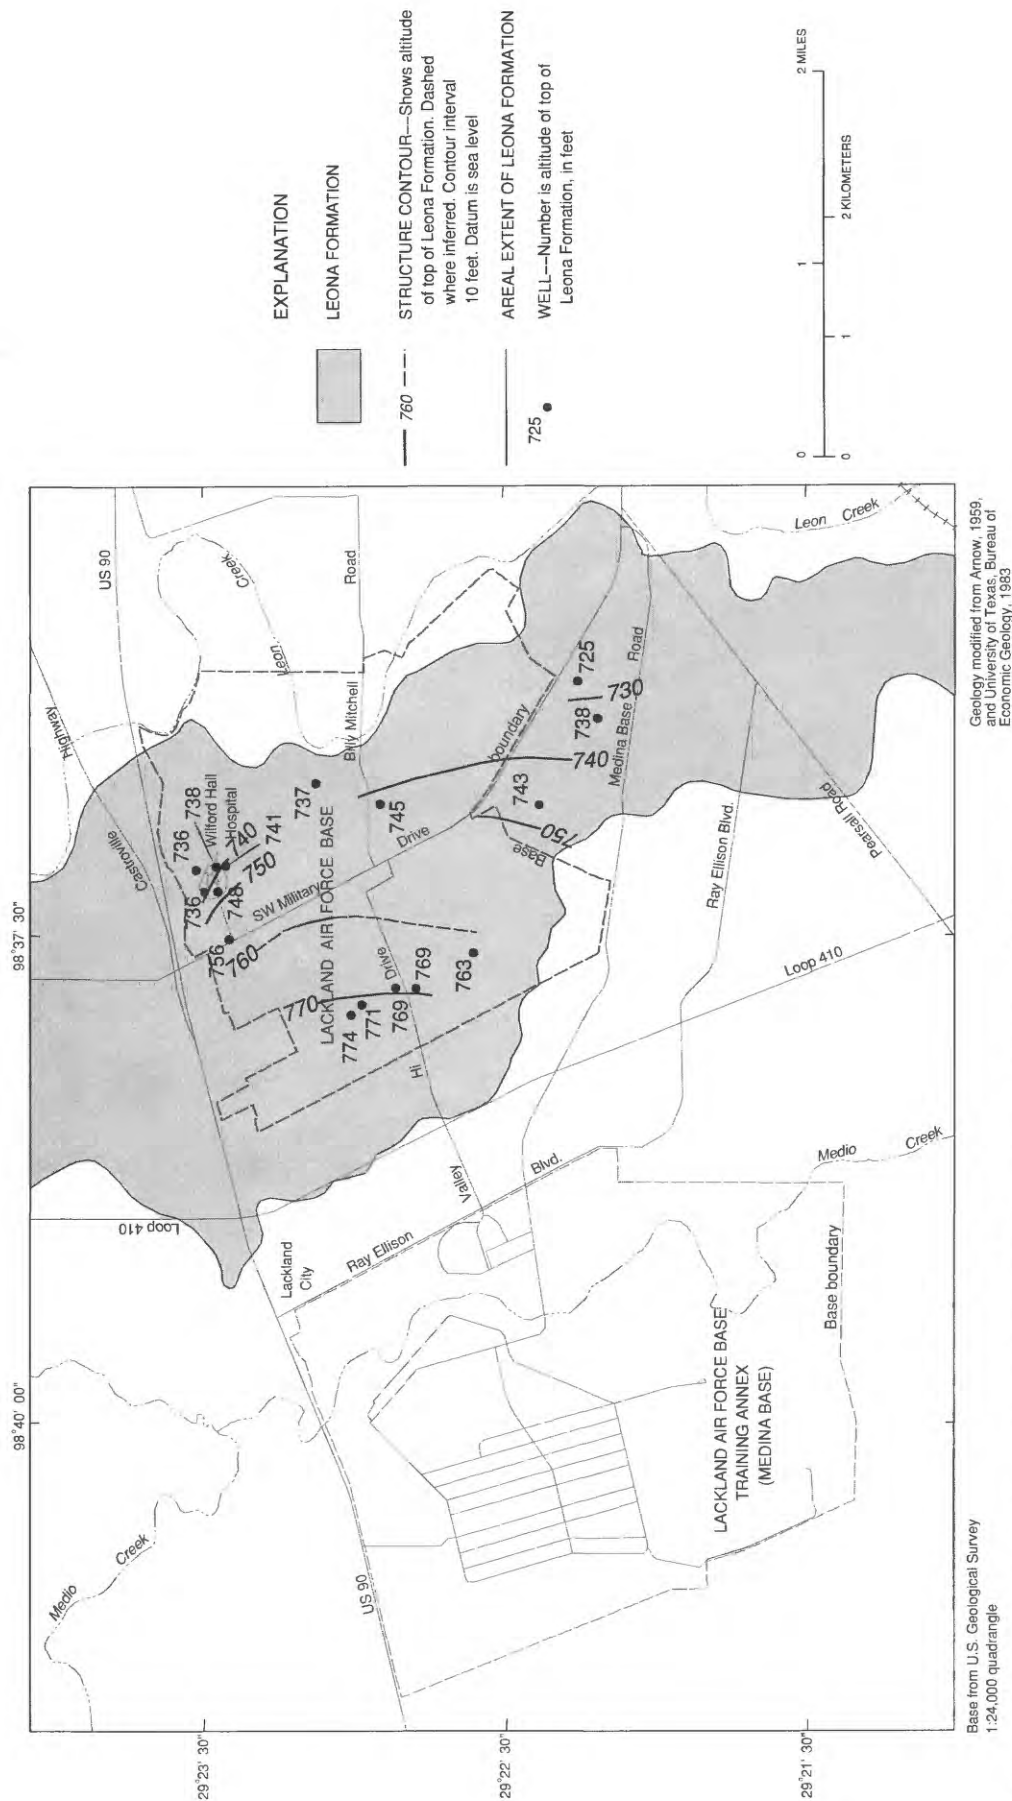 98°40' 00"
98°37' 30"
29°23' 30"
29°22' 30"
29°21' 30"
Medio
Creek
US 90
Loop 410
Lackland
City
Ray Ellison
Blvd.
Valley
Hi
Drive
Castroville
Highway
US 90
Creek
Leon
Billy Mitchell
Road
736
738
Wilford Hall
Hospital
736
740
741
748
750
756
760
SW Military
Drive
LACKLAND AIR FORCE BASE
737
745
770
774
771
769
769
763
boundary
Base
750
743
740
738
725
730
Medina Base
Road
Ray Ellison Blvd.
Pearsall Road
Loop 410
Leon
Creek
Medio
Creek
Base boundary
LACKLAND AIR FORCE BASE
TRAINING ANNEX
(MEDINA BASE)
US 90
Base from U.S. Geological Survey
1:24,000 quadrangle
Geology modified from Arnow, 1959,
and University of Texas, Bureau of
Economic Geology, 1983
EXPLANATION
LEONA FORMATION
760
STRUCTURE CONTOUR—Shows altitude
of top of Leona Formation. Dashed
where inferred. Contour interval
10 feet. Datum is sea level
AREAL EXTENT OF LEONA FORMATION
725
WELL—Number is altitude of top of
Leona Formation, in feet
0
1
2 MILES
0
1
2 KILOMETERS